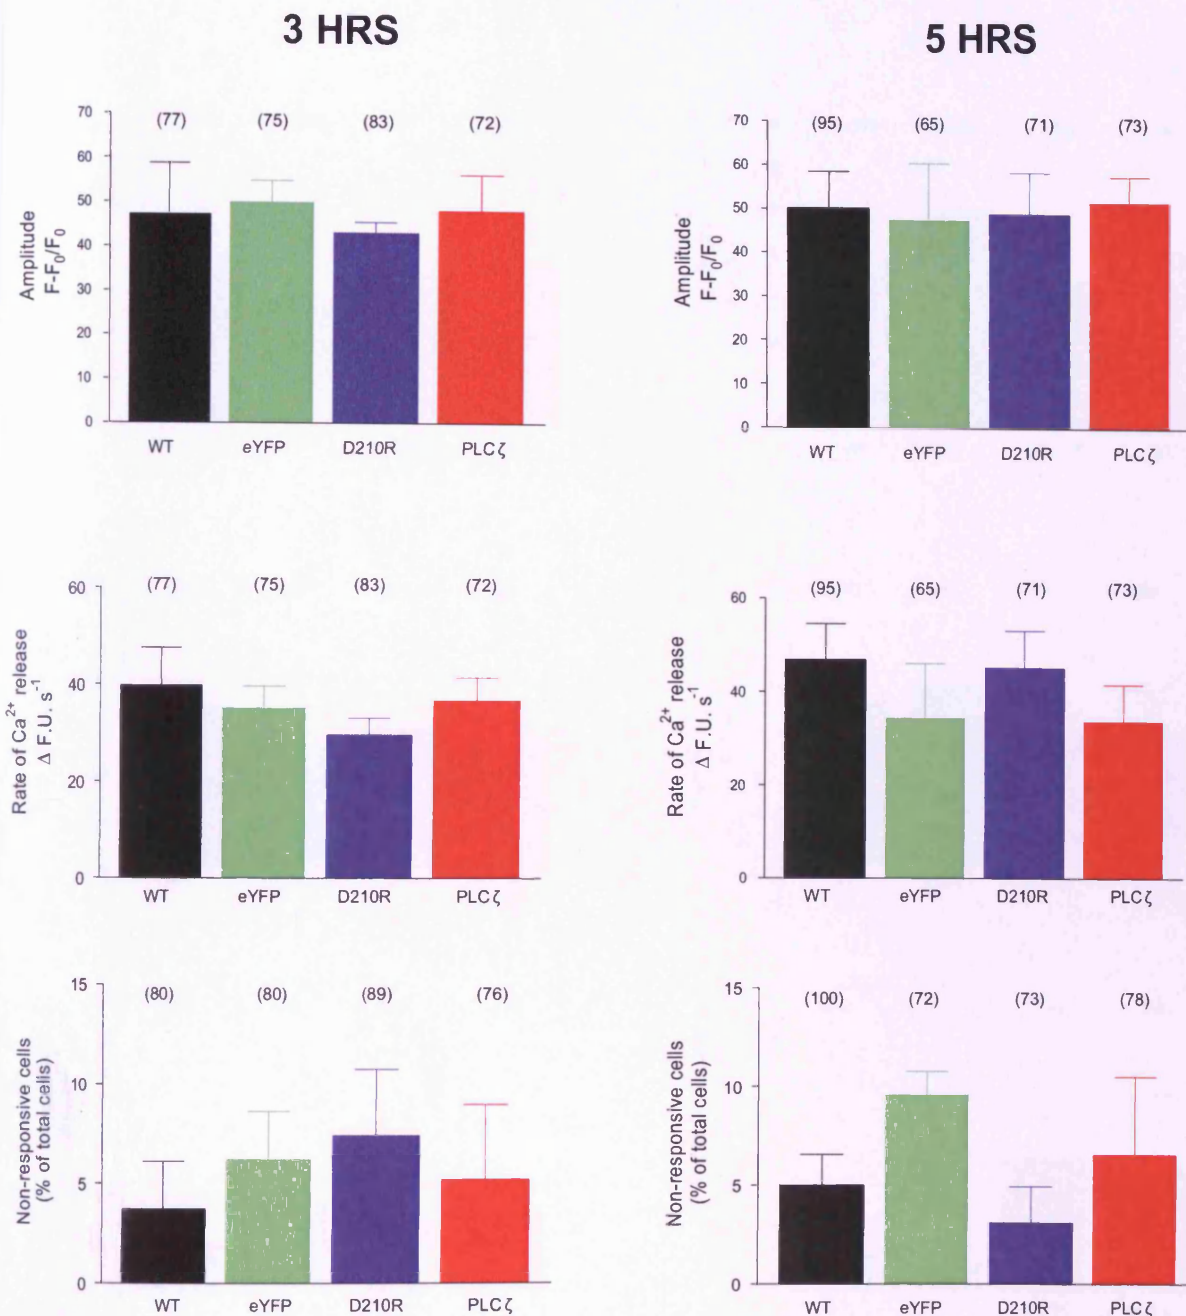 3 HRS
5 HRS
70
60
50
40
30
20
10
0
Amplitude
F-F₀/F₀
(77) (75) (83) (72)
WT eYFP D210R PLCζ
70
60
50
40
30
20
10
0
Amplitude
F-F₀/F₀
(95) (65) (71) (73)
WT eYFP D210R PLCζ
60
40
20
0
Rate of Ca²⁺ release
Δ F.U. s⁻¹
(77) (75) (83) (72)
WT eYFP D210R PLCζ
60
40
20
0
Rate of Ca²⁺ release
Δ F.U. s⁻¹
(95) (65) (71) (73)
WT eYFP D210R PLCζ
15
10
5
0
Non-responsive cells
(% of total cells)
(80) (80) (89) (76)
WT eYFP D210R PLCζ
15
10
5
0
Non-responsive cells
(% of total cells)
(100) (72) (73) (78)
WT eYFP D210R PLCζ